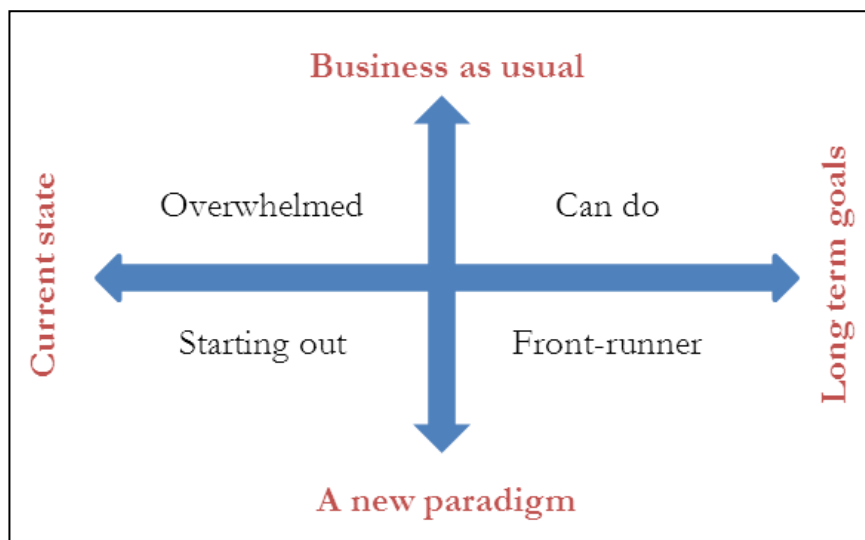 Business as usual
Current state
Overwhelmed
Can do
Long term goals
Starting out
Front-runner
A new paradigm